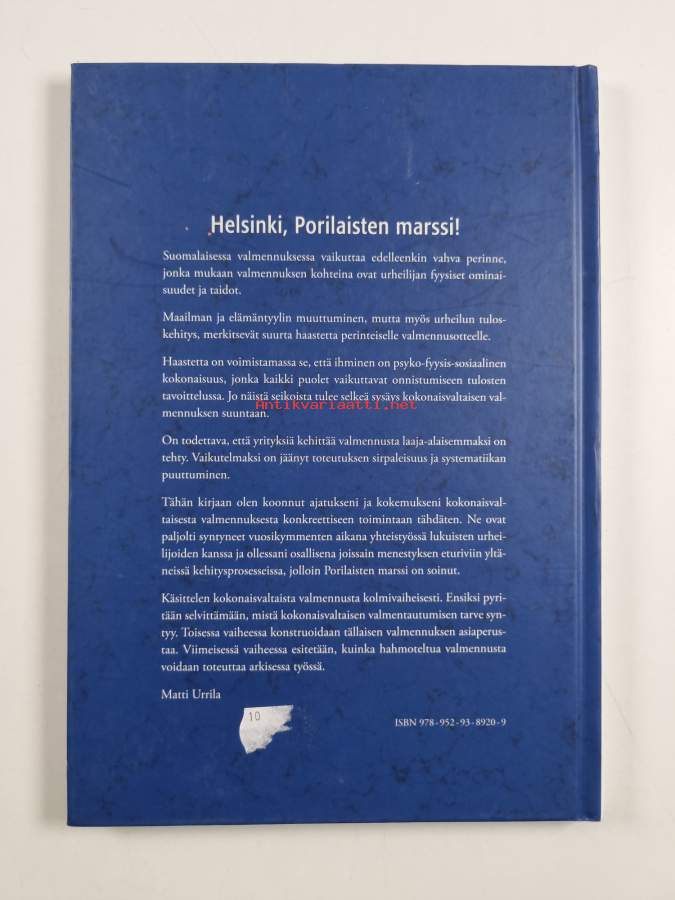 Helsinki, Porilaisten marssi!
Suomalaisessa valmennuksessa vaikuttaa edelleenkin vahva perinne,
jonka mukaan valmennuksen kohteina ovat urheilijan fyysiset ominai-
suudet ja taidot.
Maailman ja elämäntyylin muuttuminen, mutta myös urheilun tulos-
kehitys, merkitsevät suurta haastetta perinteiselle valmennusotteelle.
Haastetta on voimistamassa se, että ihminen on psyko-fyysis-sosiaalinen
kokonaisuus, jonka kaikki puolet vaikuttavat onnistumiseen tulosten
tavoittelussa. Jo näistä seikoista tulee selkeä sysäys kokonaisvaltaisen val-
mennuksen suuntaan.
Antikvariaatti.net
On todettava, että yrityksiä kehittää valmennusta laaja-alaisemmaksi on
tehty. Vaikutelmaksi on jäänyt toteutuksen sirpaleisuus ja systematiikan
puuttuminen.
Tähän kirjaan olen koonnut ajatukseni ja kokemukseni kokonaisval-
taisesta valmennuksesta konkreettiseen toimintaan tähdäten. Ne ovat
paljolti syntyneet vuosikymmenten aikana yhteistyössä lukuisten urhei-
lijoiden kanssa ja ollessani osallisena joissain menestyksen eturiviin yltä-
neissä kehitysprosesseissa, jolloin Porilaisten marssi on soinut.
Käsittelen kokonaisvaltaista valmennusta kolmivaiheisesti. Ensiksi pyri-
tään selvittämään, mistä kokonaisvaltaisen valmentautumisen tarve syn-
tyy. Toisessa vaiheessa konstruoidaan tällaisen valmennuksen asiaperus-
taa. Viimeisessä vaiheessa esitetään, kuinka hahmoteltua valmennusta
voidaan toteuttaa arkisessa työssä.
Matti Urrila
10
ISBN 978-952-93-8920-9